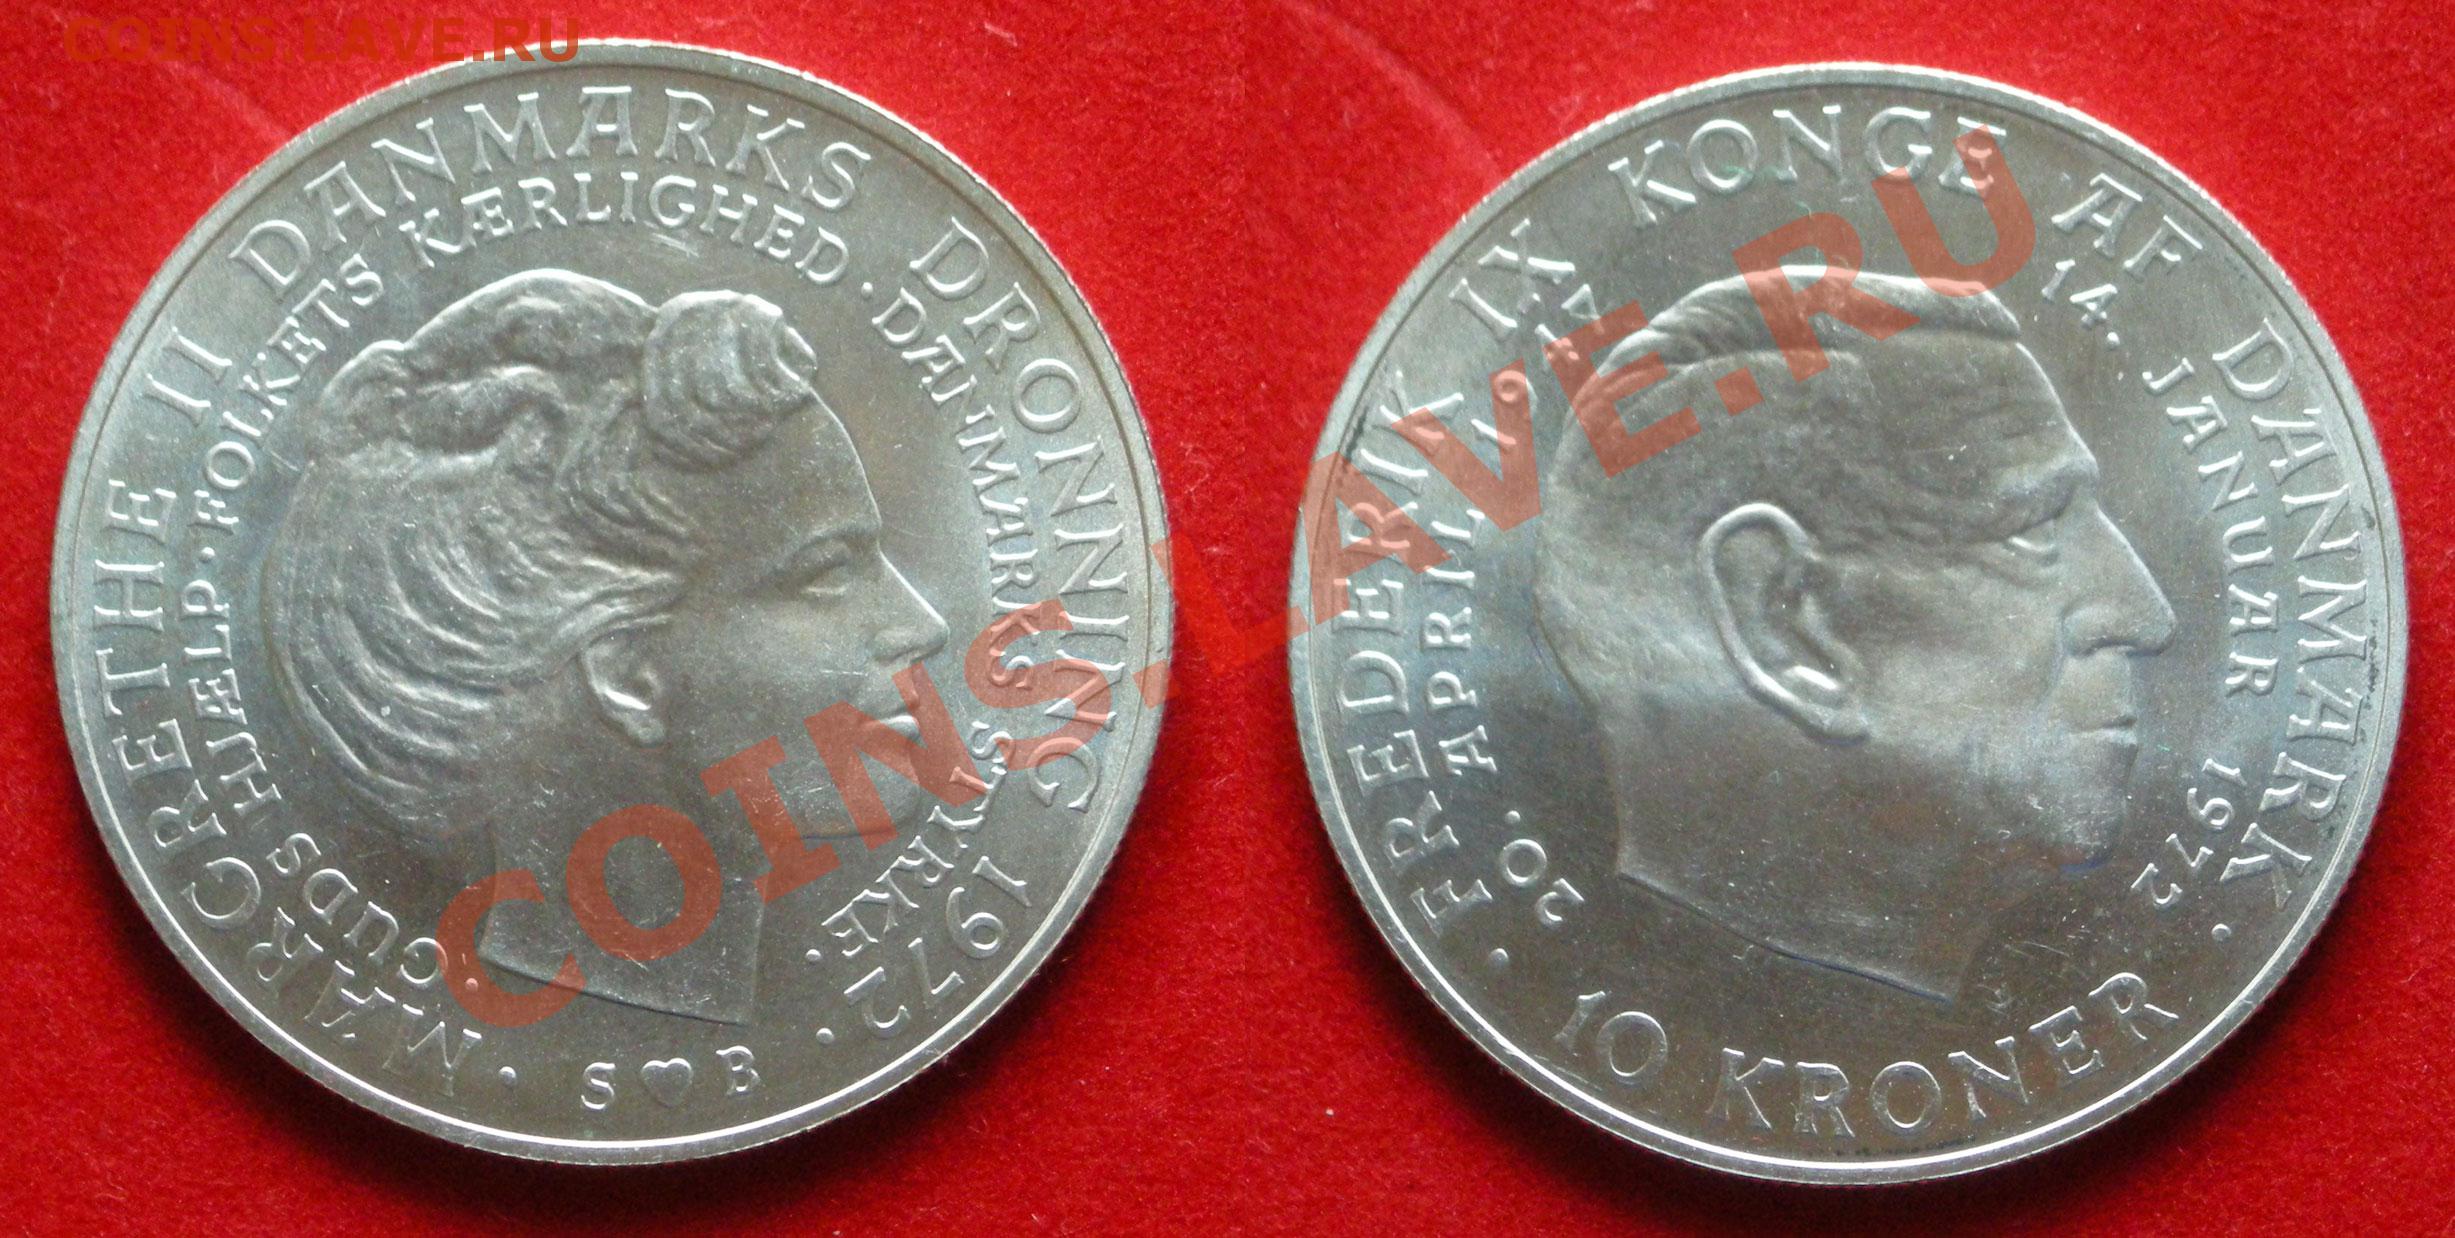 COINS.LAVE.RU
MARGRETHE II DANMARKS DRONNING 1972 ·
· GUDS HJÆLP · FOLKETS KÆRLIGHED · DANMARKS STYRKE ·
· S♥B
FREDERIK IX KONGE AF DANMARK ·
20. APRIL 1947
14. JANUAR 1972
· 10 KRONER
COINS.LAVE.RU